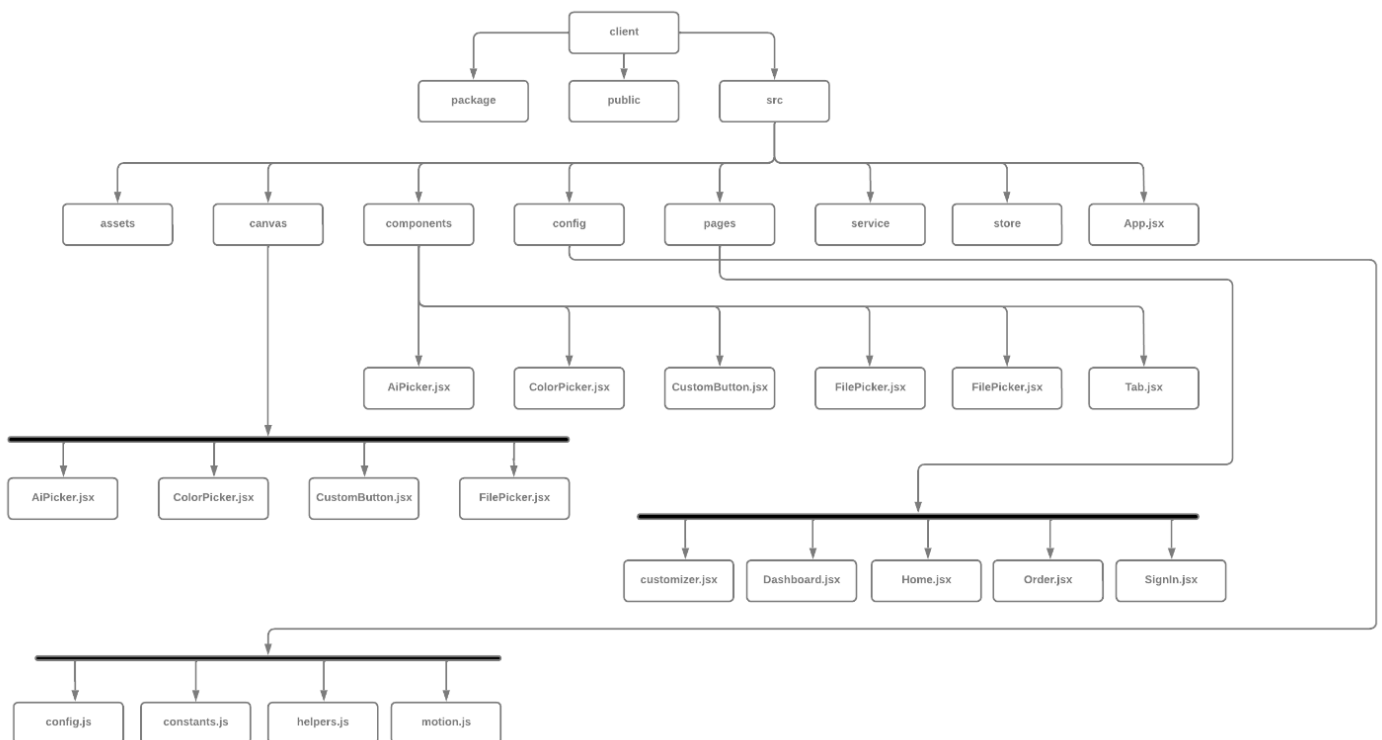 client
package
public
src
assets
canvas
components
config
pages
service
store
App.jsx
AiPicker.jsx
ColorPicker.jsx
CustomButton.jsx
FilePicker.jsx
FilePicker.jsx
Tab.jsx
AiPicker.jsx
ColorPicker.jsx
CustomButton.jsx
FilePicker.jsx
customizer.jsx
Dashboard.jsx
Home.jsx
Order.jsx
SignIn.jsx
config.js
constants.js
helpers.js
motion.js